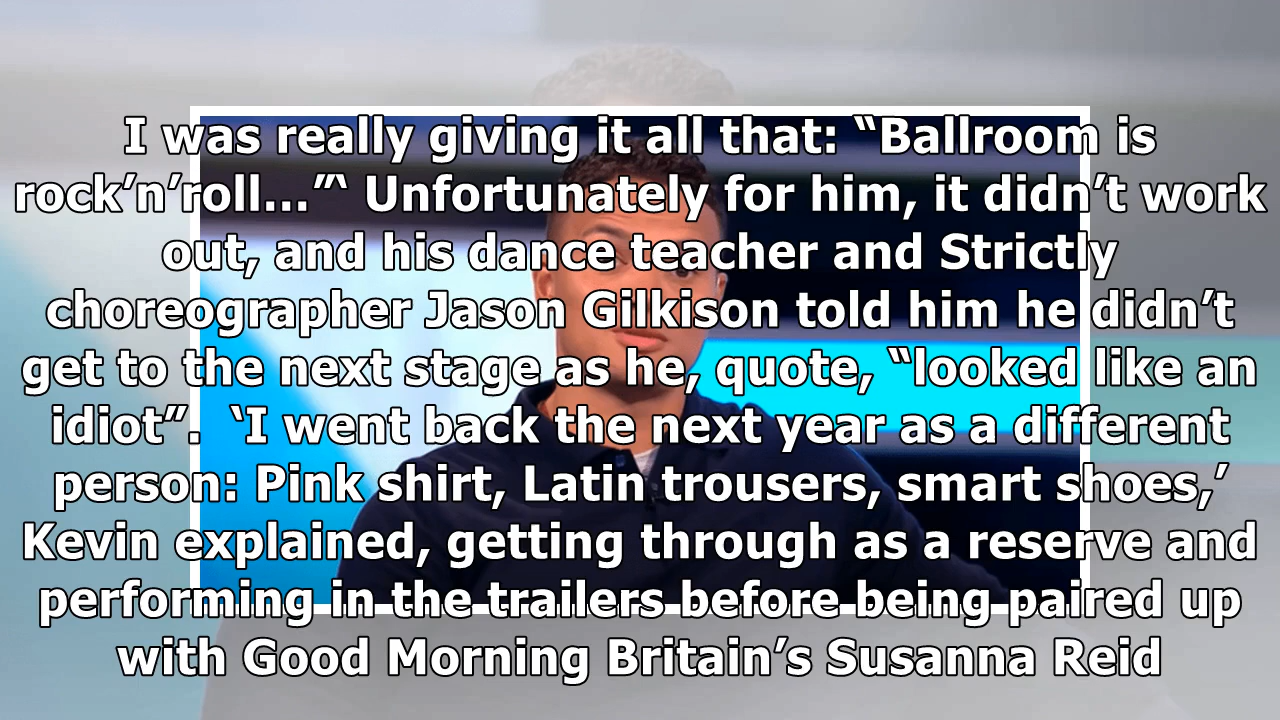 I was really giving it all that: “Ballroom is
rock’n’roll...”‘ Unfortunately for him, it didn’t work
out, and his dance teacher and Strictly
choreographer Jason Gilkison told him he didn’t
get to the next stage as he, quote, “looked like an
idiot”.  ‘I went back the next year as a different
person: Pink shirt, Latin trousers, smart shoes,’
Kevin explained, getting through as a reserve and
performing in the trailers before being paired up
with Good Morning Britain’s Susanna Reid